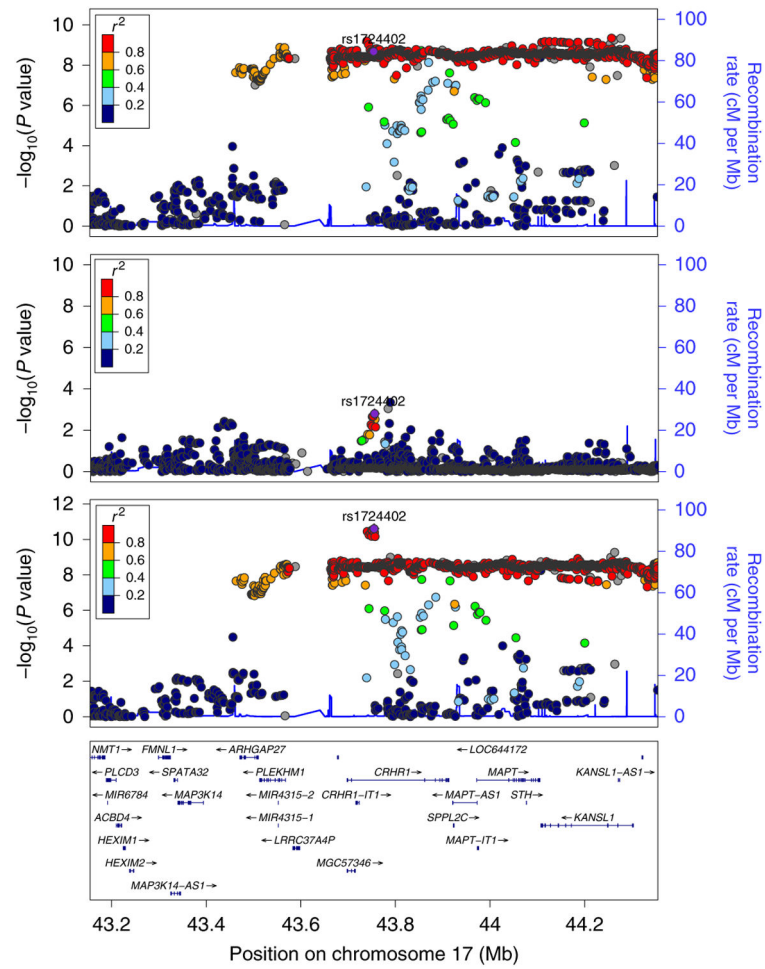 r2
0.8
0.6
0.4
0.2
rs1724402
10
8
6
4
2
0
−log10(P value)
100
80
60
40
20
0
Recombination
rate (cM per Mb)
r2
0.8
0.6
0.4
0.2
rs1724402
10
8
6
4
2
0
−log10(P value)
100
80
60
40
20
0
Recombination
rate (cM per Mb)
r2
0.8
0.6
0.4
0.2
rs1724402
12
10
8
6
4
2
0
−log10(P value)
100
80
60
40
20
0
Recombination
rate (cM per Mb)
NMT1→ FMNL1→ ←ARHGAP27 ←LOC644172
←PLCD3 ←SPATA32 ←PLEKHM1 CRHR1→ MAPT→ KANSL1-AS1→
←MIR6784 ←MAP3K14 ←MIR4315-2 CRHR1-IT1→ ←MAPT-AS1 STH→
ACBD4→ ←MIR4315-1 SPPL2C→ ←KANSL1
HEXIM1→ ←LRRC37A4P MAPT-IT1→
HEXIM2→ MGC57346→
MAP3K14-AS1→
43.2 43.4 43.6 43.8 44 44.2
Position on chromosome 17 (Mb)